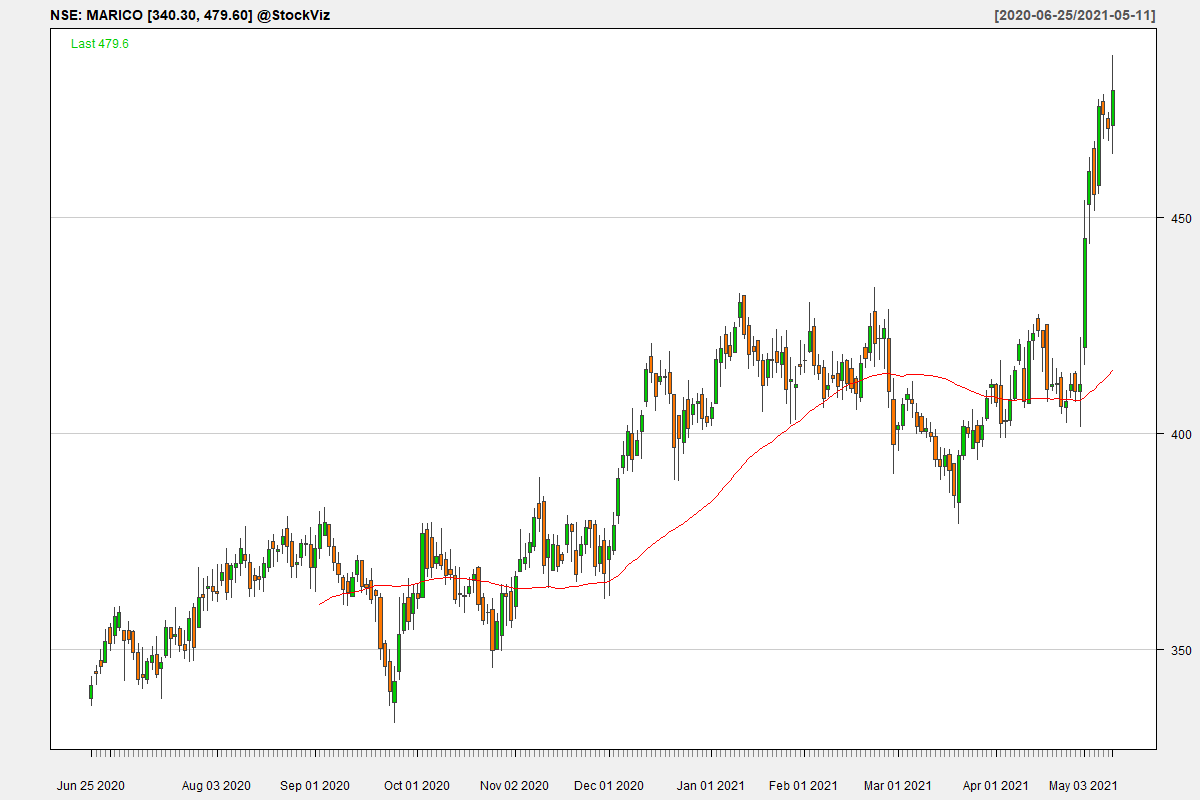 NSE: MARICO [340.30, 479.60] @StockViz [2020-06-25/2021-05-11]
Last 479.6
450
400
350
Jun 25 2020 Aug 03 2020 Sep 01 2020 Oct 01 2020 Nov 02 2020 Dec 01 2020 Jan 01 2021 Feb 01 2021 Mar 01 2021 Apr 01 2021 May 03 2021